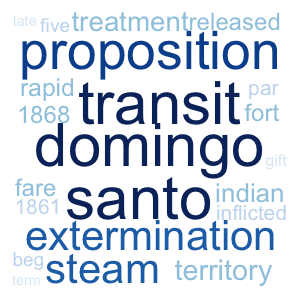 late five treatment released
proposition
rapid transit par
1868 fort
domingo
gift
fare santo indian
1861 inflicted
extermination
beg steam territory
term